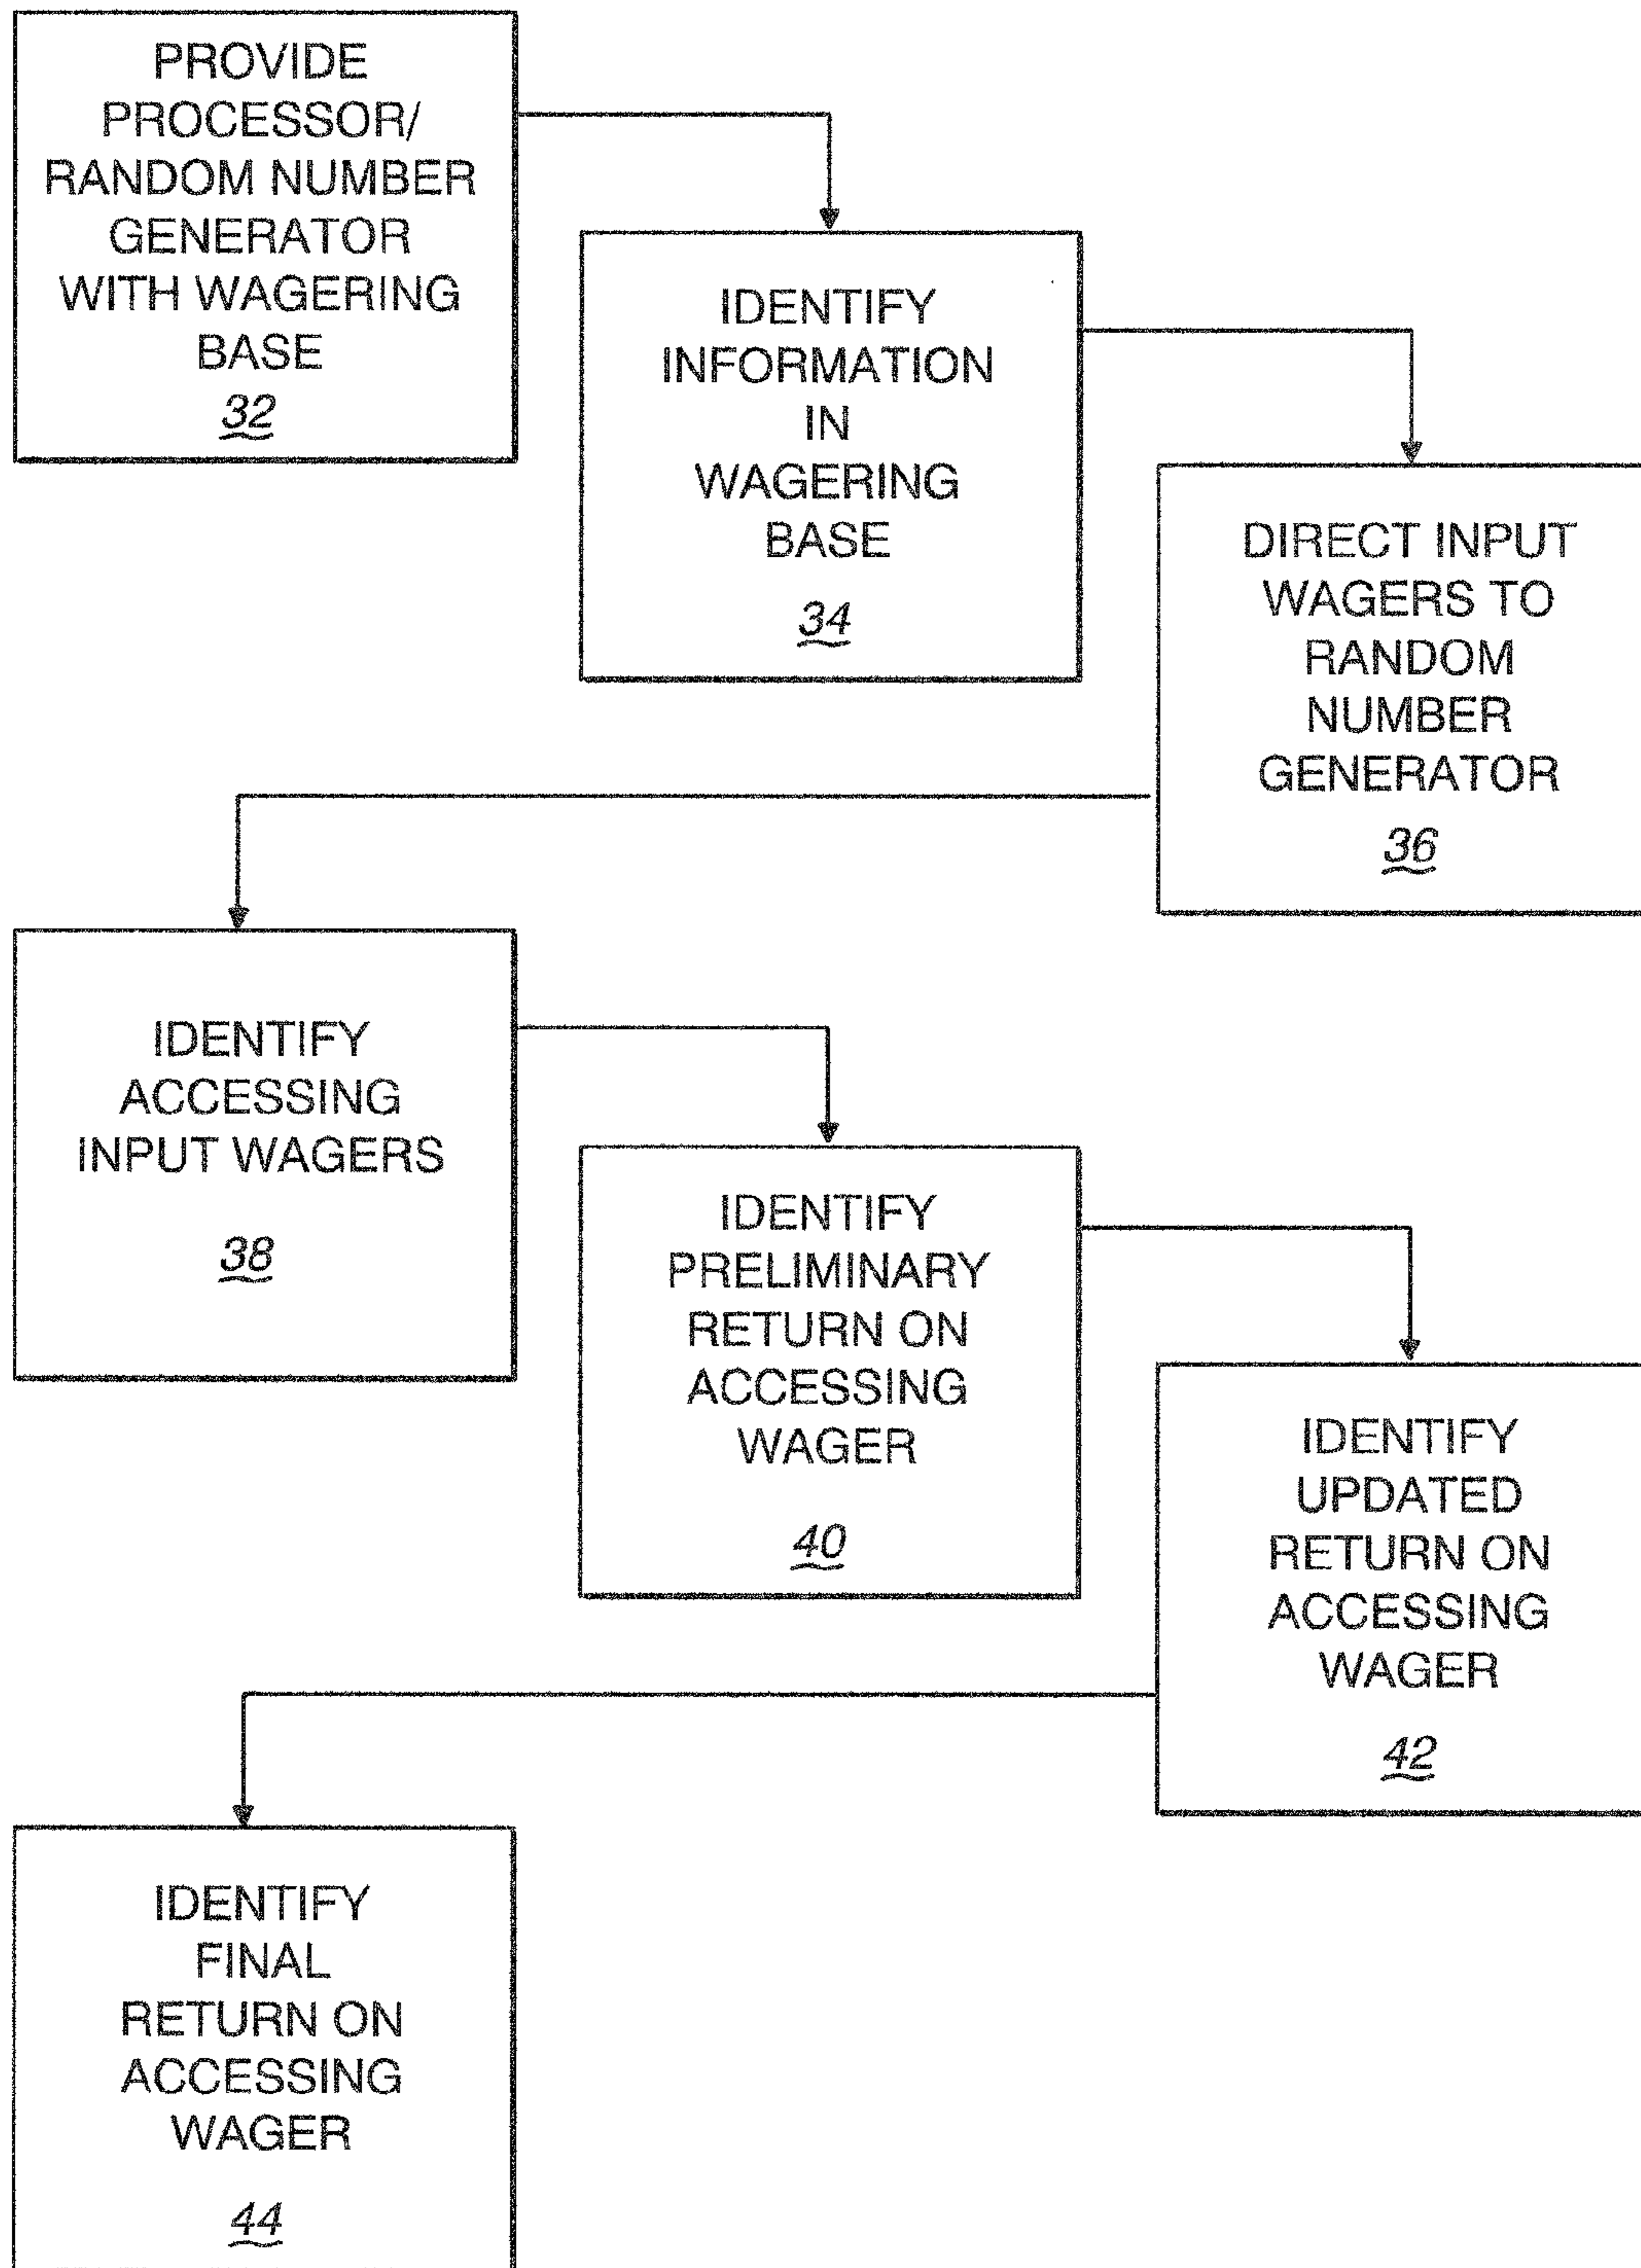 PROVIDE
PROCESSOR/
RANDOM NUMBER
GENERATOR
WITH WAGERING
BASE
32
IDENTIFY
INFORMATION
IN
WAGERING
BASE
34
DIRECT INPUT
WAGERS TO
RANDOM
NUMBER
GENERATOR
36
IDENTIFY
ACCESSING
INPUT WAGERS
38
IDENTIFY
PRELIMINARY
RETURN ON
ACCESSING
WAGER
40
IDENTIFY
UPDATED
RETURN ON
ACCESSING
WAGER
42
IDENTIFY
FINAL
RETURN ON
ACCESSING
WAGER
44